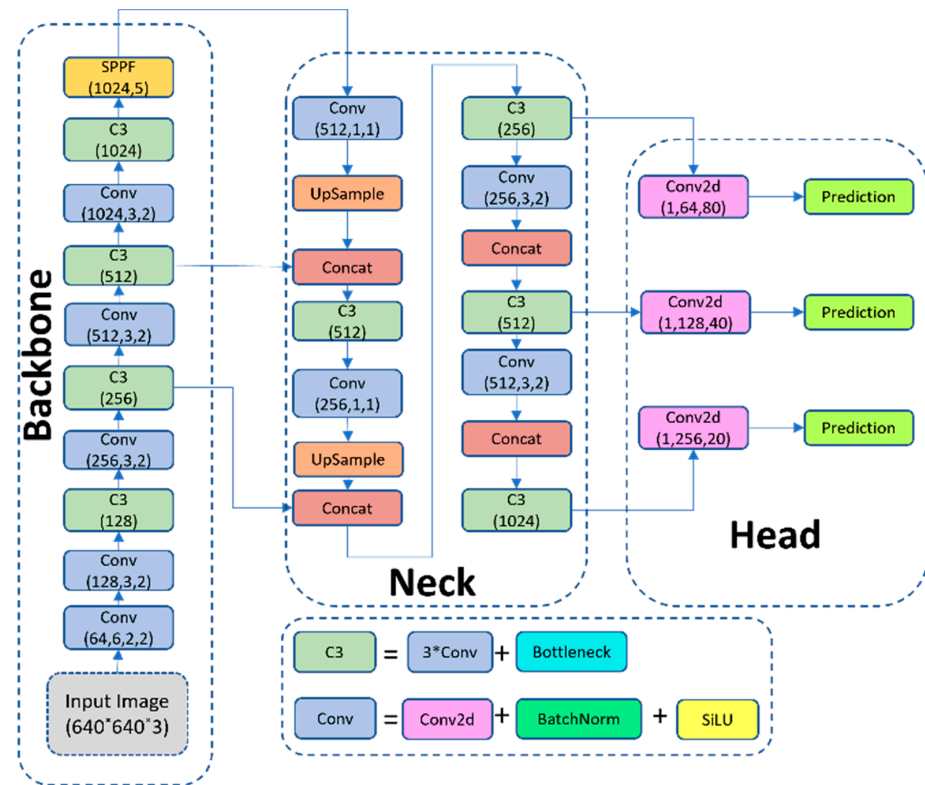 Backbone
SPPF
(1024,5)
C3
(1024)
Conv
(1024,3,2)
C3
(512)
Conv
(512,3,2)
C3
(256)
Conv
(256,3,2)
C3
(128)
Conv
(128,3,2)
Conv
(64,6,2,2)
Input Image
(640*640*3)
Conv
(512,1,1)
UpSample
Concat
C3
(512)
Conv
(256,1,1)
UpSample
Concat
C3
(256)
Conv
(256,3,2)
Concat
C3
(512)
Conv
(512,3,2)
Concat
C3
(1024)
Neck
Conv2d
(1,64,80)
Prediction
Conv2d
(1,128,40)
Prediction
Conv2d
(1,256,20)
Prediction
Head
C3 = 3*Conv + Bottleneck
Conv = Conv2d + BatchNorm + SiLU